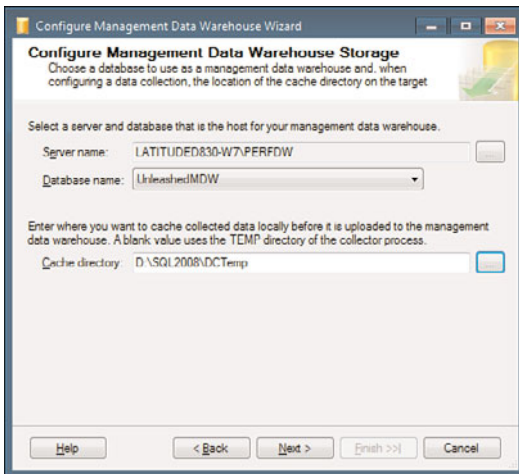 Configure Management Data Warehouse Wizard
Configure Management Data Warehouse Storage
Choose a database to use as a management data warehouse and, when
configuring a data collection, the location of the cache directory on the target
Select a server and database that is the host for your management data warehouse.
Server name: LATITUDED830-W7\PERFDW ...
Database name: UnleashedMDW
Enter where you want to cache collected data locally before it is uploaded to the management
data warehouse. A blank value uses the TEMP directory of the collector process.
Cache directory: D:\SQL2008\DCTemp ...
Help < Back Next > Finish >>| Cancel